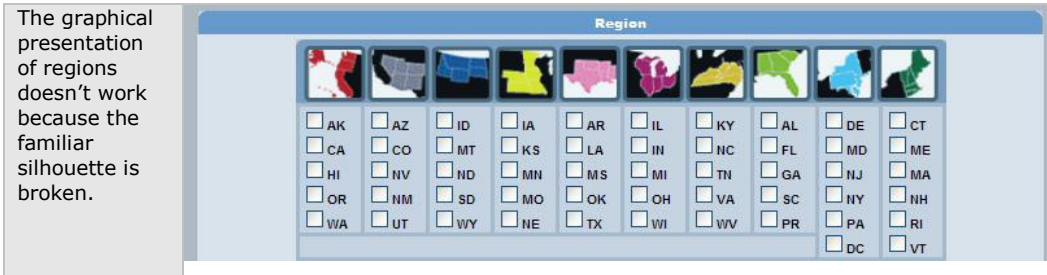 The graphical
presentation
of regions
doesn’t work
because the
familiar
silhouette is
broken.
Region
AK AZ ID IA AR IL KY AL DE CT
CA CO MT KS LA IN NC FL MD ME
HI NV ND MN MS MI TN GA NJ MA
OR NM SD MO OK OH VA SC NY NH
WA UT WY NE TX WI WV PR PA RI
DC VT